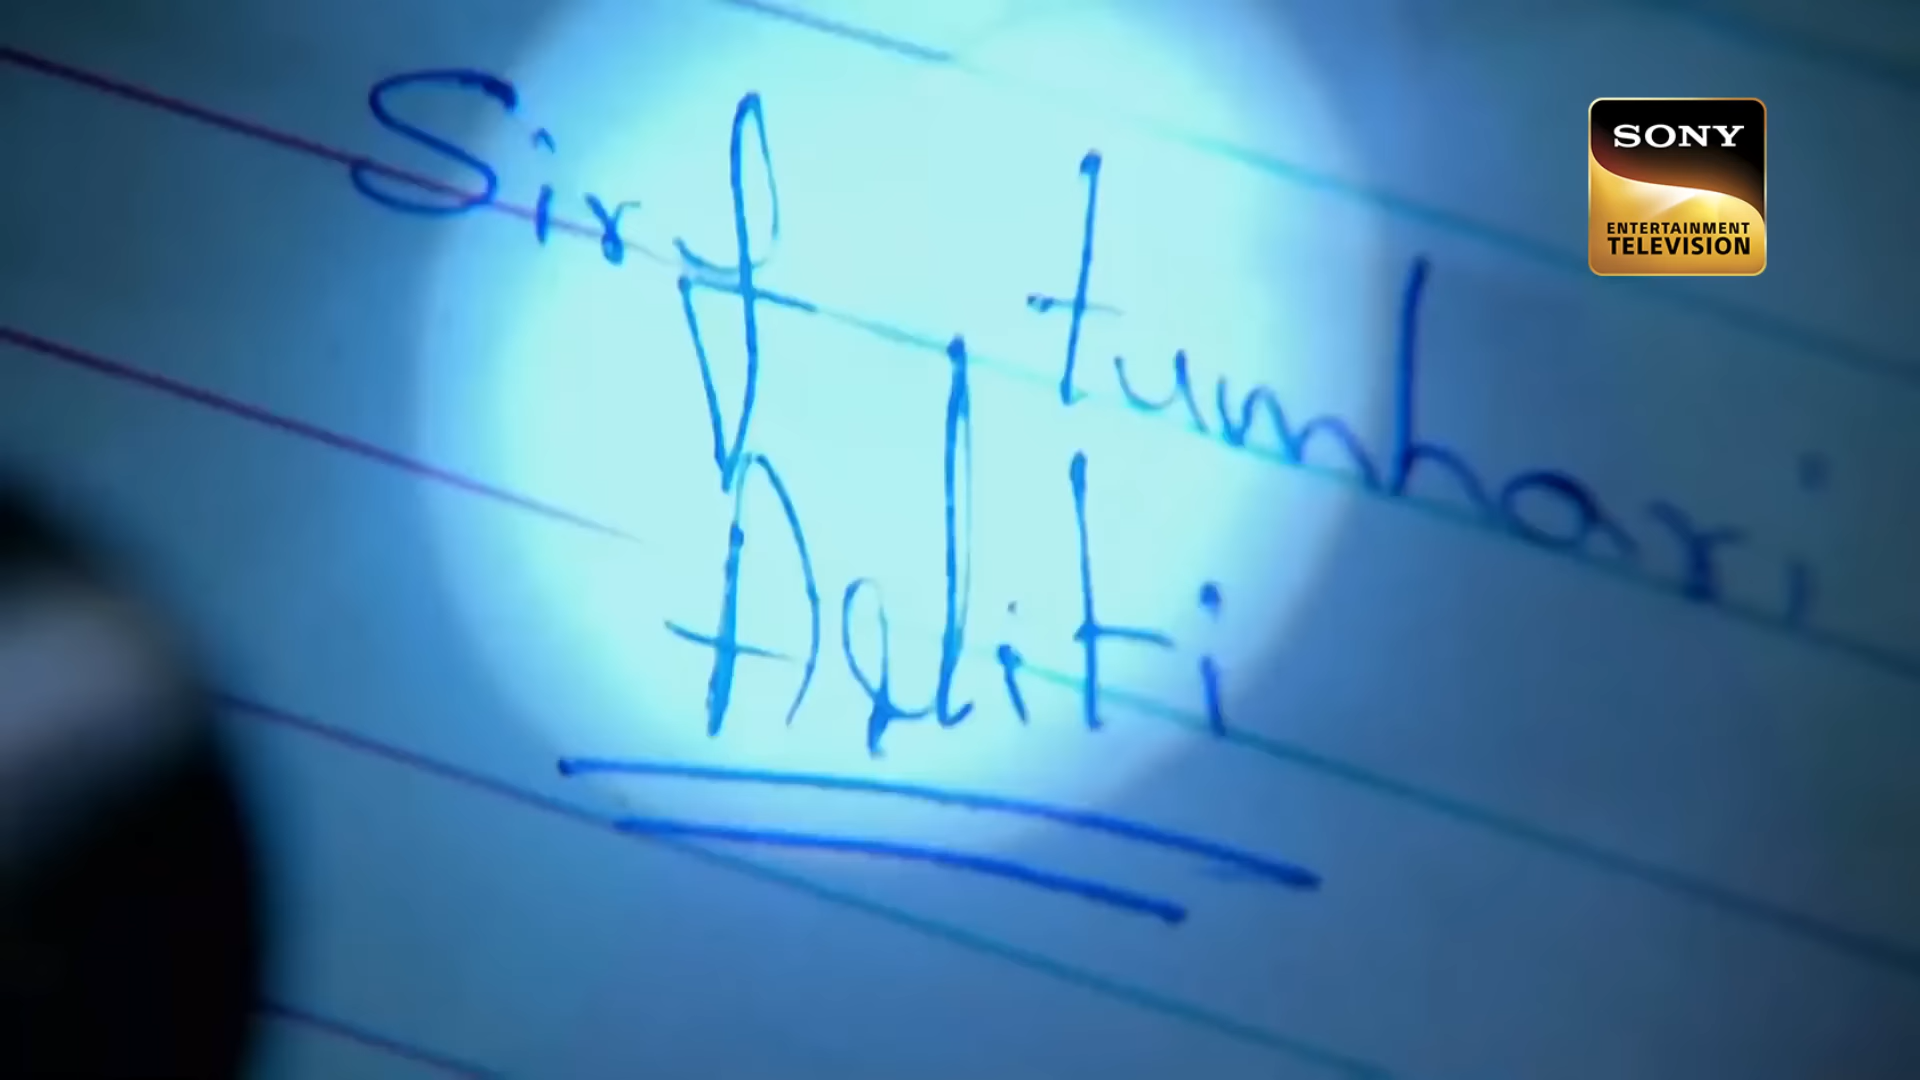 Sirf tumhari
Aditi
SONY
ENTERTAINMENT
TELEVISION